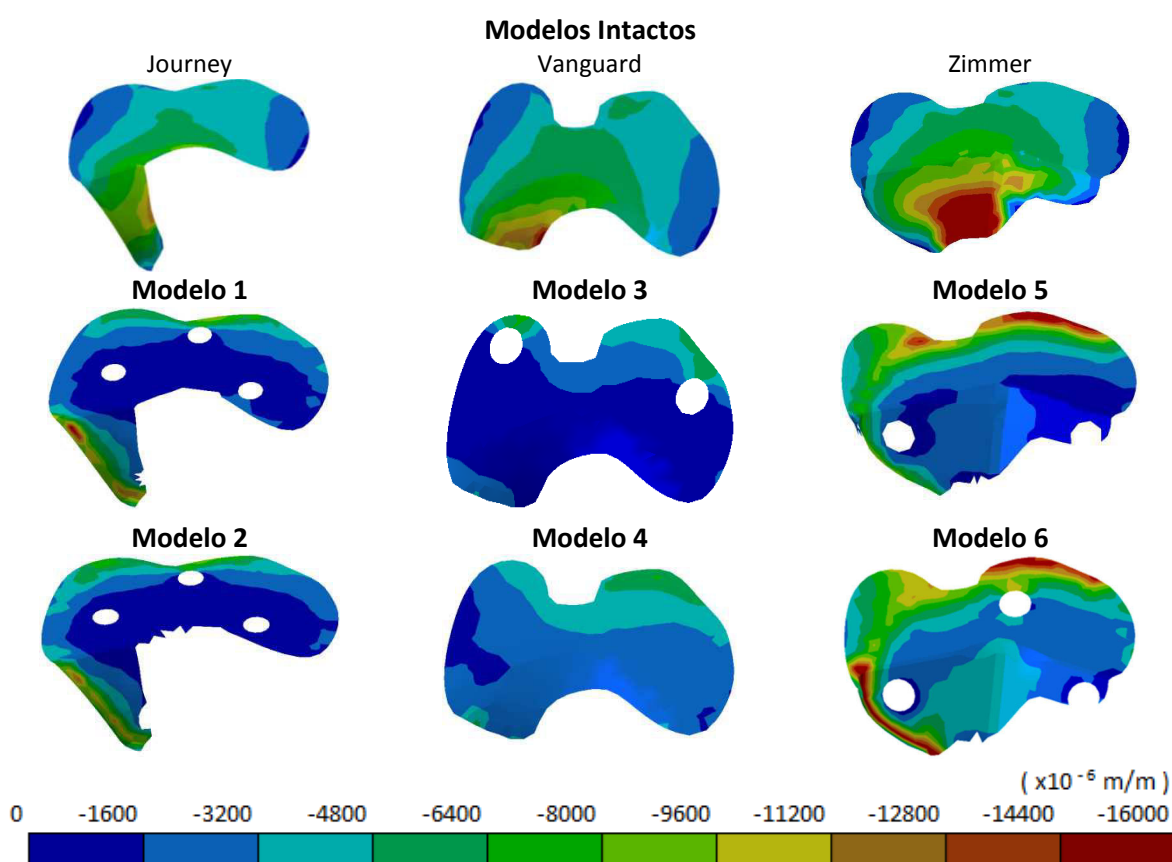 Modelos Intactos
Journey Vanguard Zimmer
Modelo 1 Modelo 3 Modelo 5
Modelo 2 Modelo 4 Modelo 6
( x10 -6 m/m )
0 -1600 -3200 -4800 -6400 -8000 -9600 -11200 -12800 -14400 -16000